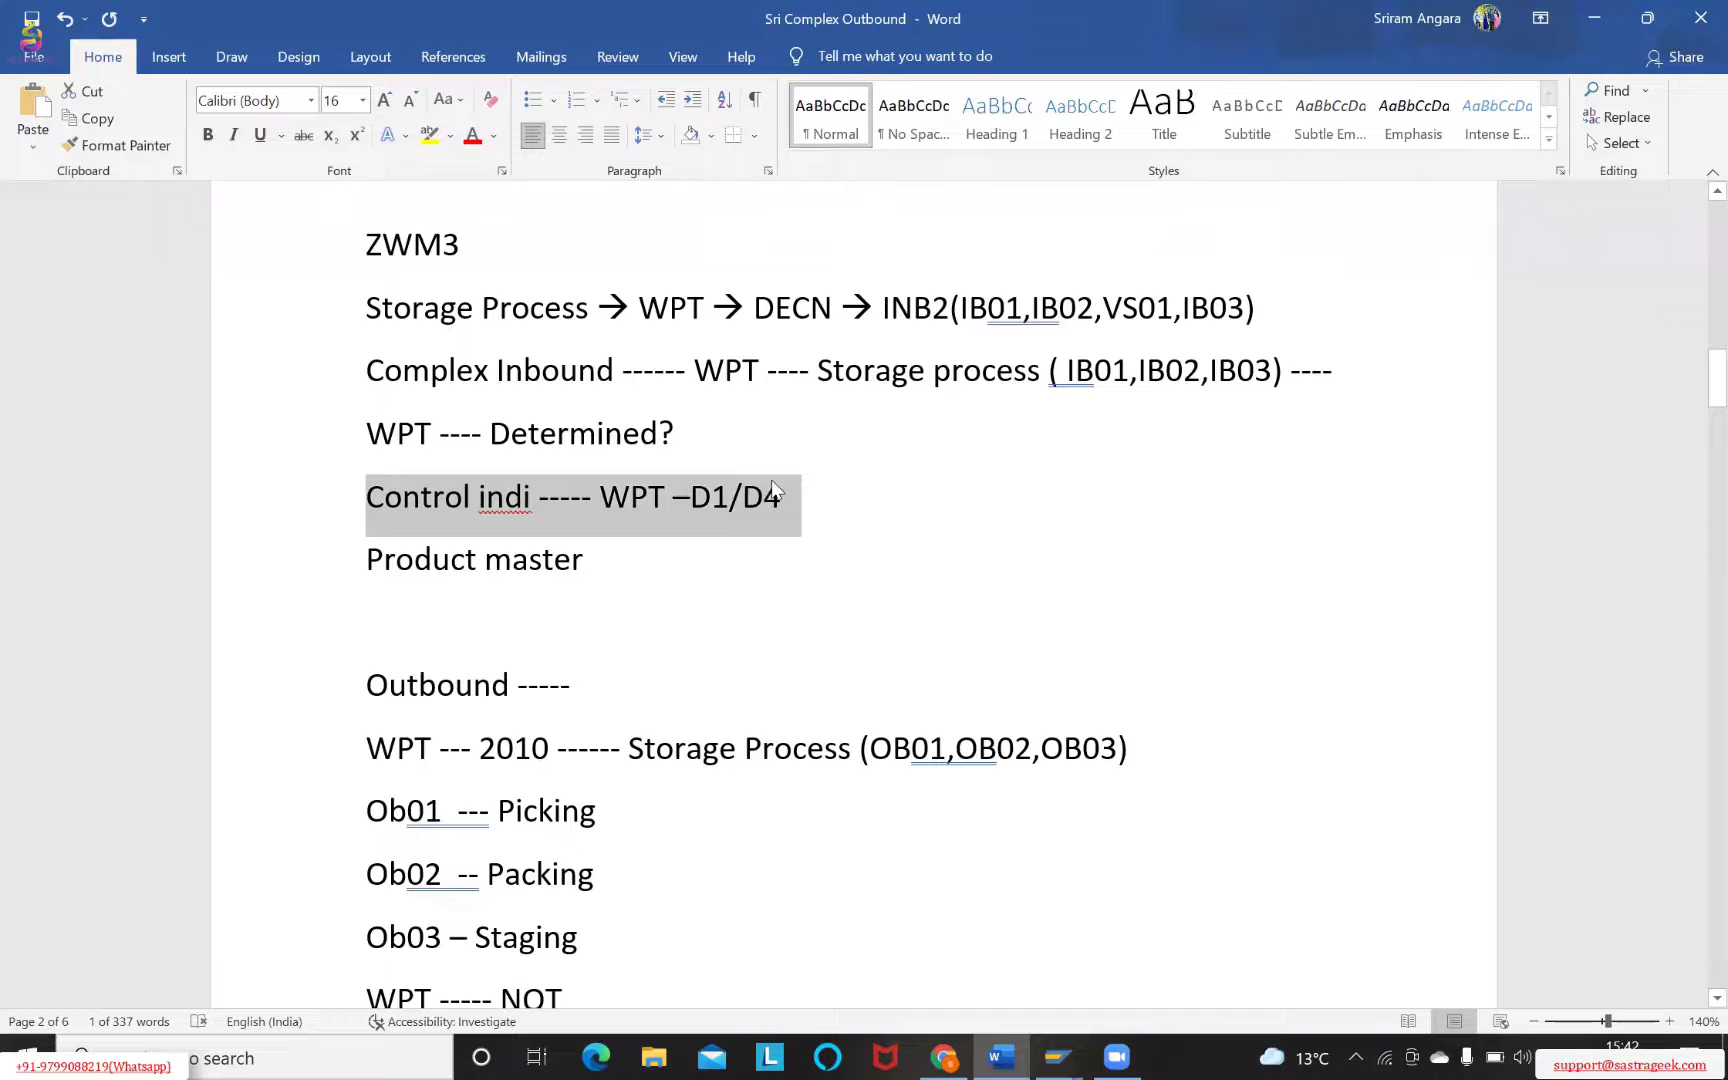 Sri Complex Outbound - Word
Sriram Angara
File Home Insert Draw Design Layout References Mailings Review View Help Tell me what you want to do
Share
Paste
Cut
Copy
Format Painter
Clipboard
Calibri (Body) 16
Font
Paragraph
AaBbCcDc AaBbCcDc AaBbCc AaBbCcD AaB AaBbCcD AaBbCcDc AaBbCcDc AaBbCcDc
¶ Normal ¶ No Spac... Heading 1 Heading 2 Title Subtitle Subtle Em... Emphasis Intense E...
Styles
Find
Replace
Select
Editing
ZWM3
Storage Process → WPT → DECN → INB2(IB01,IB02,VS01,IB03)
Complex Inbound ------ WPT ---- Storage process ( IB01,IB02,IB03) ----
WPT ---- Determined?
Control indi ----- WPT –D1/D4
Product master
Outbound -----
WPT --- 2010 ------ Storage Process (OB01,OB02,OB03)
Ob01 --- Picking
Ob02 -- Packing
Ob03 – Staging
WPT ----- NOT
Page 2 of 6 1 of 337 words English (India) Accessibility: Investigate
140%
o search
13°C
15:42
+91-9799088219(Whatsapp)
support@sastrageek.com